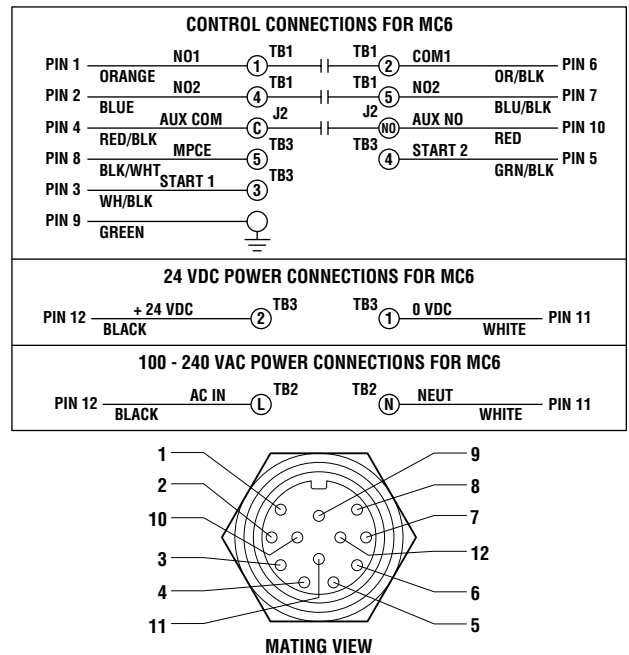 CONTROL CONNECTIONS FOR MC6
PIN 1 NO1 ORANGE 1 TB1 TB1 2 COM1 OR/BLK PIN 6
PIN 2 NO2 BLUE 4 TB1 TB1 5 NO2 BLU/BLK PIN 7
PIN 4 AUX COM RED/BLK C J2 J2 NO AUX NO RED PIN 10
PIN 8 MPCE BLK/WHT 5 TB3 TB3 4 START 2 GRN/BLK PIN 5
PIN 3 START 1 WH/BLK 3 TB3
PIN 9 GREEN
24 VDC POWER CONNECTIONS FOR MC6
PIN 12 + 24 VDC BLACK 2 TB3 TB3 1 0 VDC WHITE PIN 11
100 - 240 VAC POWER CONNECTIONS FOR MC6
PIN 12 AC IN BLACK L TB2 TB2 N NEUT WHITE PIN 11
1 9
2 8
10 7
3 12
4 6
11 5
MATING VIEW